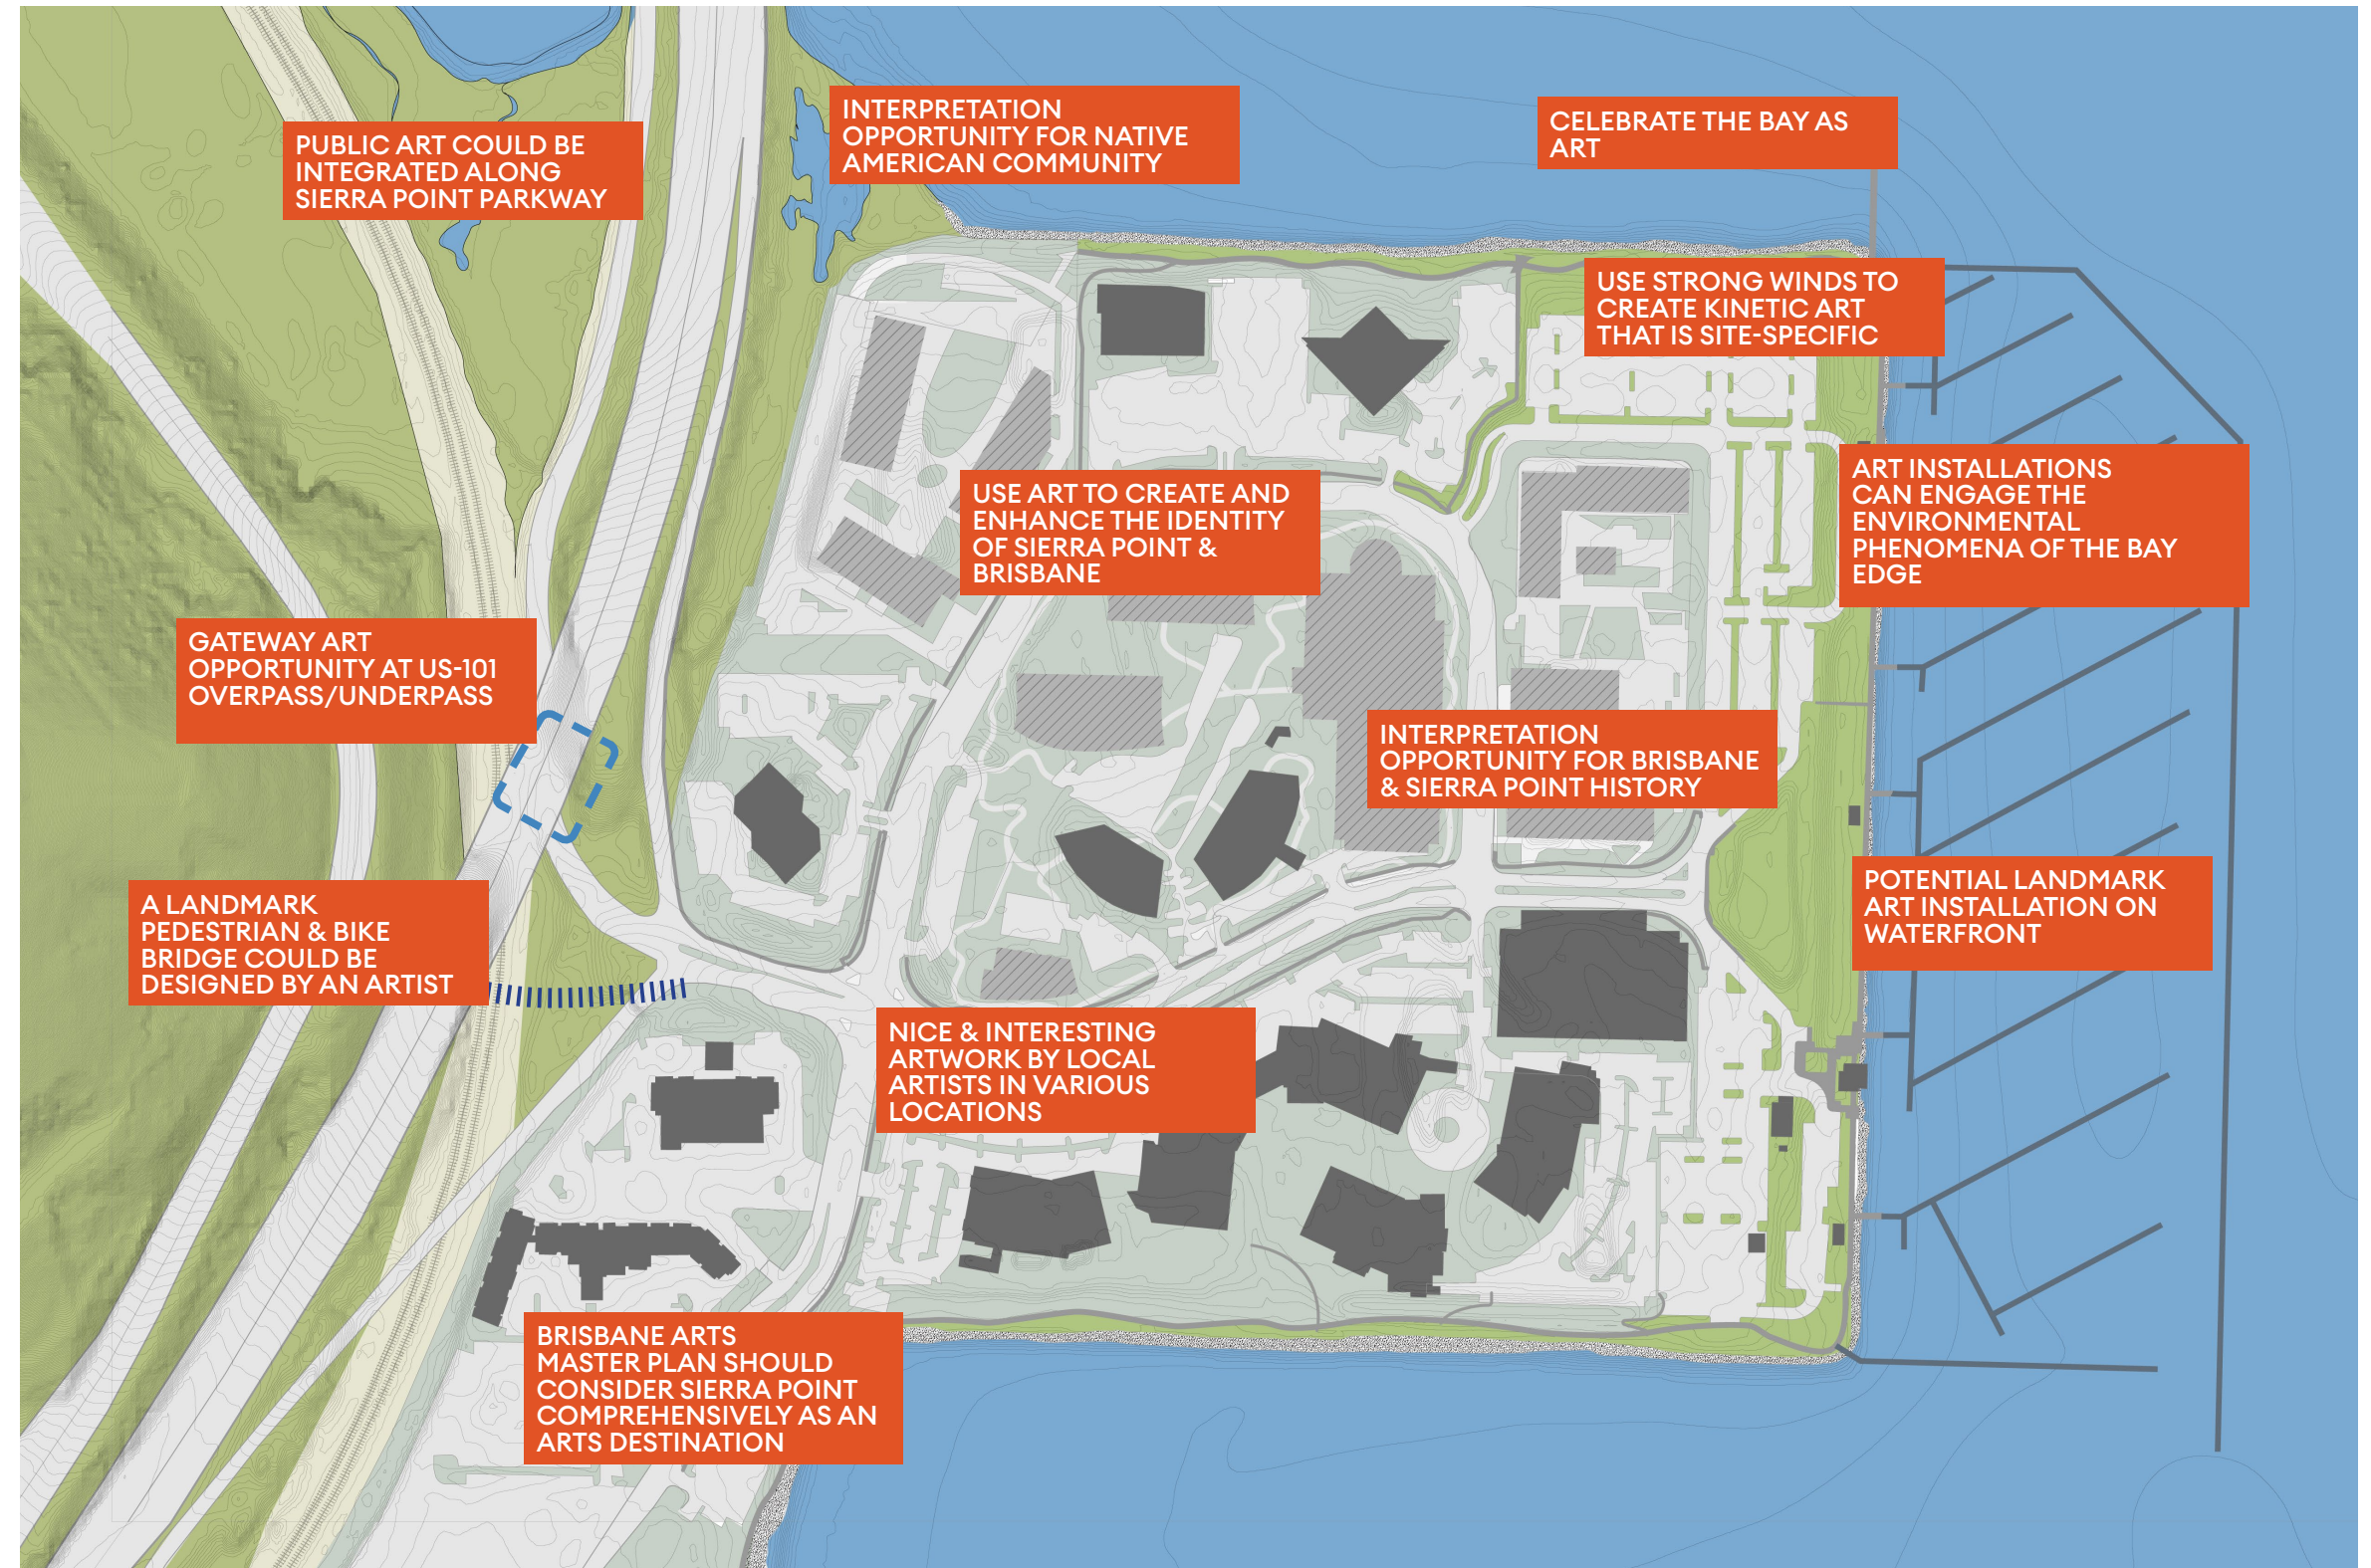 INTERPRETATION
OPPORTUNITY FOR NATIVE
AMERICAN COMMUNITY
CELEBRATE THE BAY AS
ART
PUBLIC ART COULD BE
INTEGRATED ALONG
SIERRA POINT PARKWAY
USE STRONG WINDS TO
CREATE KINETIC ART
THAT IS SITE-SPECIFIC
ART INSTALLATIONS
CAN ENGAGE THE
ENVIRONMENTAL
PHENOMENA OF THE BAY
EDGE
USE ART TO CREATE AND
ENHANCE THE IDENTITY
OF SIERRA POINT &
BRISBANE
GATEWAY ART
OPPORTUNITY AT US-101
OVERPASS/UNDERPASS
INTERPRETATION
OPPORTUNITY FOR BRISBANE
& SIERRA POINT HISTORY
POTENTIAL LANDMARK
ART INSTALLATION ON
WATERFRONT
A LANDMARK
PEDESTRIAN & BIKE
BRIDGE COULD BE
DESIGNED BY AN ARTIST
NICE & INTERESTING
ARTWORK BY LOCAL
ARTISTS IN VARIOUS
LOCATIONS
BRISBANE ARTS
MASTER PLAN SHOULD
CONSIDER SIERRA POINT
COMPREHENSIVELY AS AN
ARTS DESTINATION